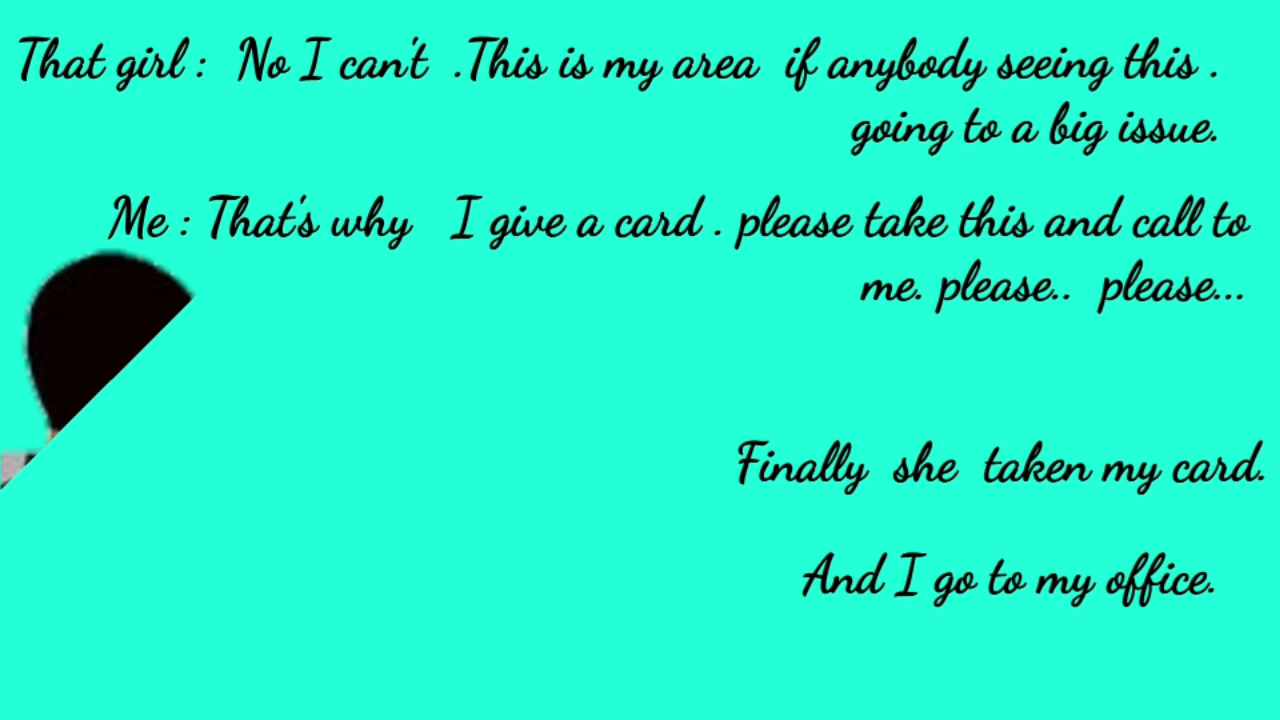 That girl : No I can't .This is my area if anybody seeing this .
going to a big issue.
Me : That's why I give a card . please take this and call to
me. please.. please...
Finally she taken my card.
And I go to my office.